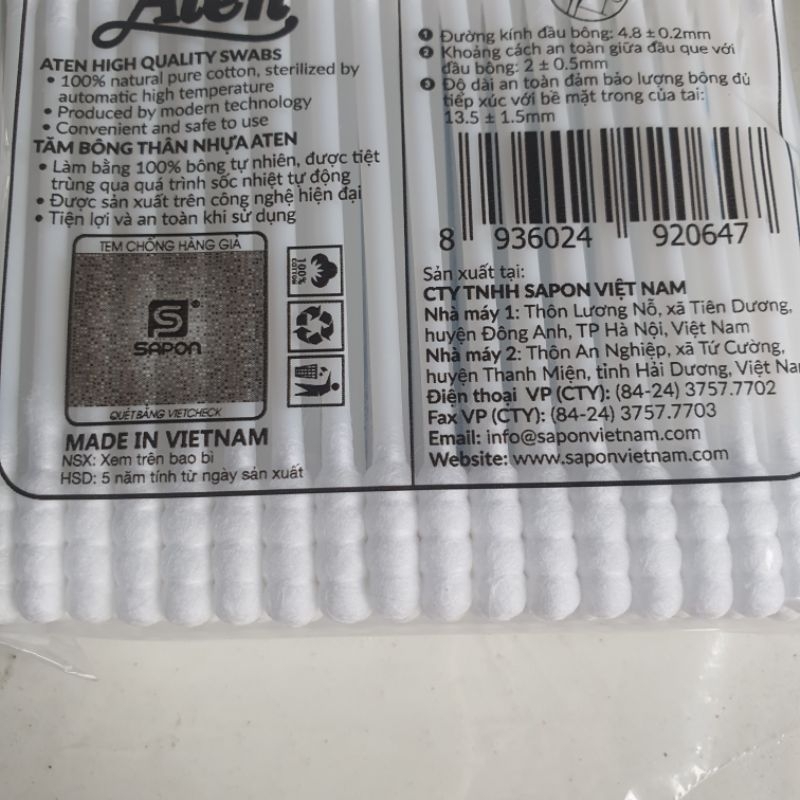 Aten
ATEN HIGH QUALITY SWABS
• 100% natural pure cotton, sterilized by
automatic high temperature
• Produced by modern technology
• Convenient and safe to use
TĂM BÔNG THÂN NHỰA ATEN
• Làm bằng 100% bông tự nhiên, được tiệt
trùng qua quá trình sốc nhiệt tự động
• Được sản xuất trên công nghệ hiện đại
• Tiện lợi và an toàn khi sử dụng
TEM CHỐNG HÀNG GIẢ
S®
SAPON
QUÉT BẰNG VIETCHECK
100%
COTTON
MADE IN VIETNAM
NSX: Xem trên bao bì
HSD: 5 năm tính từ ngày sản xuất
1 Đường kính đầu bông: 4.8 ± 0.2mm
2 Khoảng cách an toàn giữa đầu que với
đầu bông: 2 ± 0.5mm
3 Độ dài an toàn đảm bảo lượng bông đủ
tiếp xúc với bề mặt trong của tai:
13.5 ± 1.5mm
8 936024 920647
Sản xuất tại:
CTY TNHH SAPON VIỆT NAM
Nhà máy 1: Thôn Lương Nỗ, xã Tiên Dương,
huyện Đông Anh, TP Hà Nội, Việt Nam
Nhà máy 2: Thôn An Nghiệp, xã Tứ Cường,
huyện Thanh Miện, tỉnh Hải Dương, Việt Nam
Điện thoại VP (CTY): (84-24) 3757.7702
Fax VP (CTY): (84-24) 3757.7703
Email: info@saponvietnam.com
Website: www.saponvietnam.com